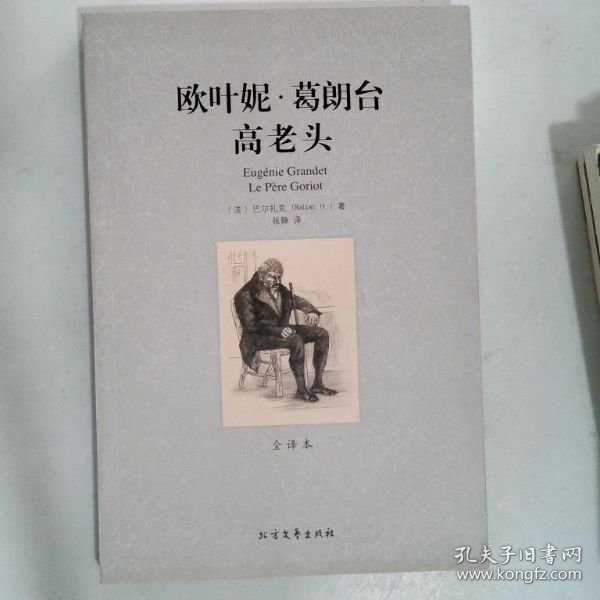 欧叶妮·葛朗台
高老头
Eugénie Grandet
Le Père Goriot
（法）巴尔扎克（Balzac,H.）著
张静 译
全译本
北方文艺出版社
孔夫子旧书网
www.kongfz.com